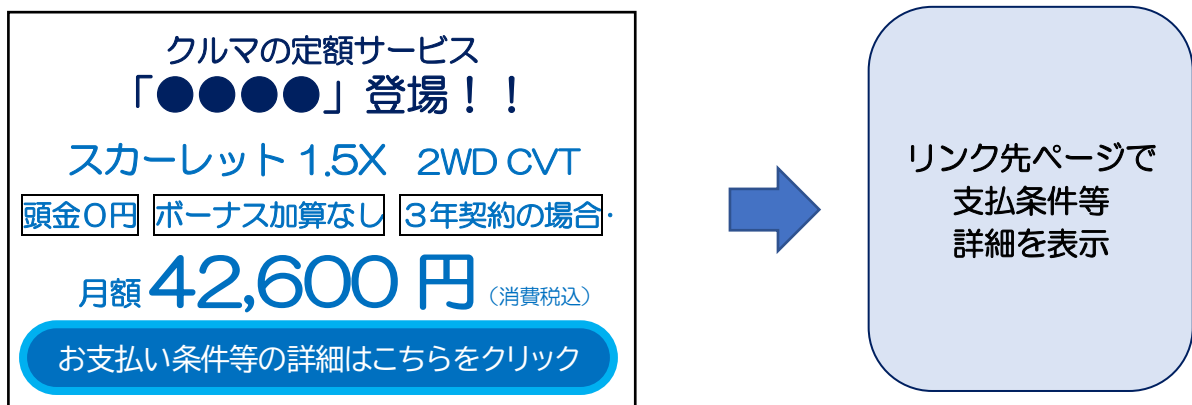 クルマの定額サービス
「●●●●」登場！！
スカーレット 1.5X 2WD CVT
頭金０円 ボーナス加算なし ３年契約の場合・
月額 42,600 円（消費税込）
お支払い条件等の詳細はこちらをクリック
リンク先ページで
支払条件等
詳細を表示